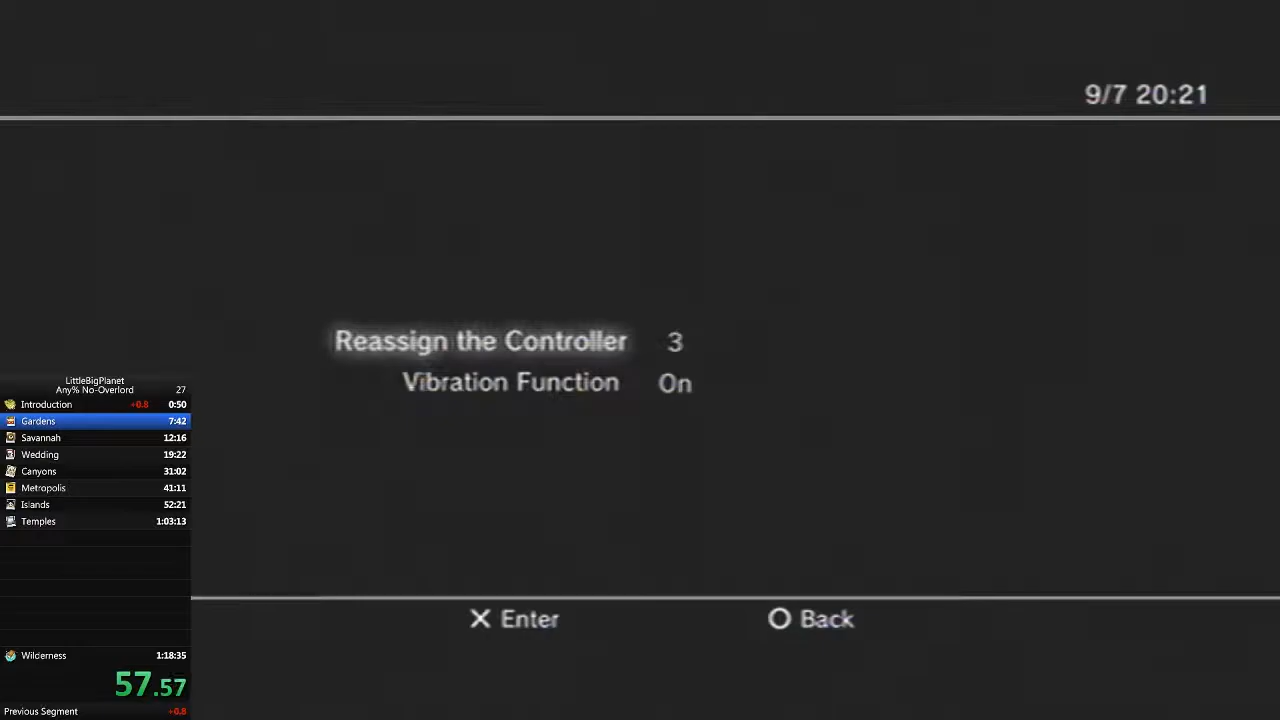 9/7 20:21
Reassign the Controller 3
Vibration Function On
X Enter O Back
LittleBigPlanet
Any% No-Overlord 27
Introduction +0.8 0:50
Gardens 7:42
Savannah 12:16
Wedding 19:22
Canyons 31:02
Metropolis 41:11
Islands 52:21
Temples 1:03:13
Wilderness 1:18:35
57.57
Previous Segment +0.8